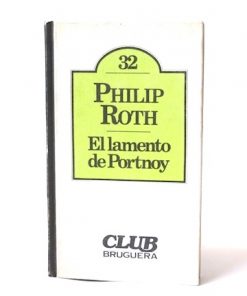 32
PHILIP
ROTH
El lamento
de Portnoy
CLUB
BRUGUERA